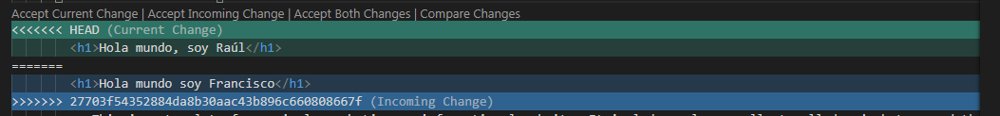 Accept Current Change | Accept Incoming Change | Accept Both Changes | Compare Changes
<<<<<<< HEAD (Current Change)
<h1>Hola mundo, soy Raúl</h1>
=======
<h1>Hola mundo soy Francisco</h1>
>>>>>>> 27703f54352884da8b30aac43b896c660808667f (Incoming Change)